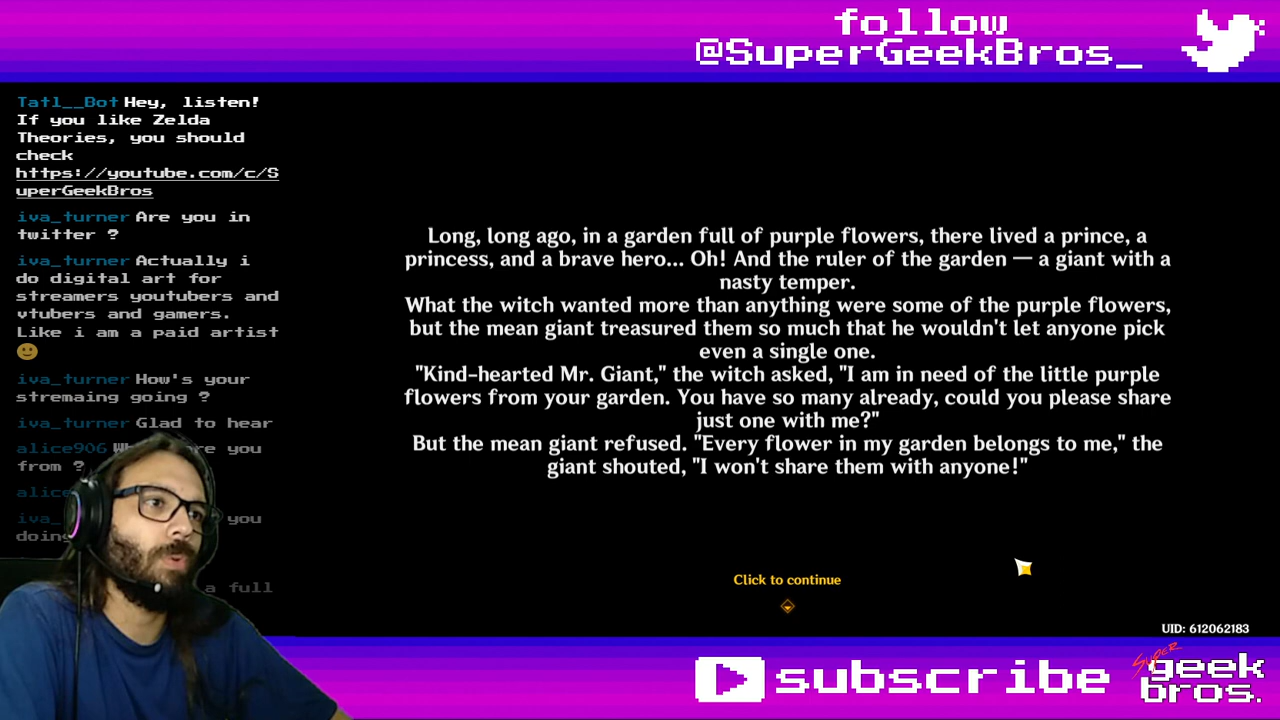 follow
@SuperGeekBros_
Tatl__Bot Hey, listen!
If you like Zelda
Theories, you should
check
https://youtube.com/c/S
uperGeekBros
iva_turner Are you in
twitter ?
iva_turner Actually i
do digital art for
streamers youtubers and
vtubers and gamers.
Like i am a paid artist
iva_turner How's your
stremaing going ?
iva_turner Glad to hear
alice906
from ?
you
a full
Long, long ago, in a garden full of purple flowers, there lived a prince, a
princess, and a brave hero... Oh! And the ruler of the garden — a giant with a
nasty temper.
What the witch wanted more than anything were some of the purple flowers,
but the mean giant treasured them so much that he wouldn't let anyone pick
even a single one.
"Kind-hearted Mr. Giant," the witch asked, "I am in need of the little purple
flowers from your garden. You have so many already, could you please share
just one with me?"
But the mean giant refused. "Every flower in my garden belongs to me," the
giant shouted, "I won't share them with anyone!"
Click to continue
UID: 612062183
subscribe
SUPER
geek
bros.